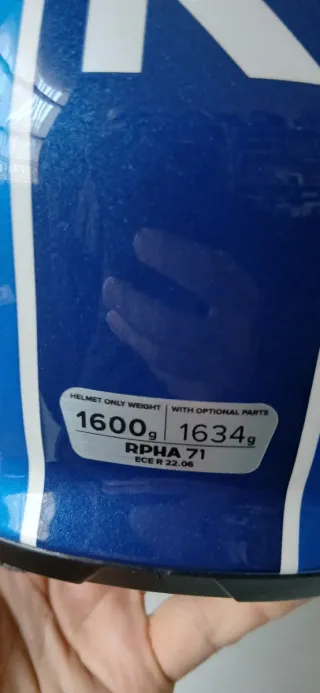 HELMET ONLY WEIGHT | WITH OPTIONAL PARTS
1600g | 1634g
RPHA 71
ECE R 22.06